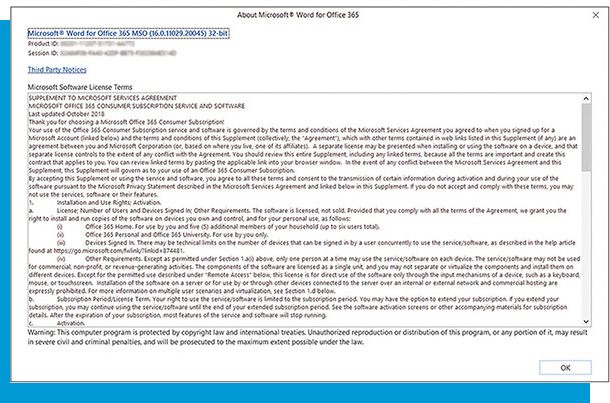 About Microsoft® Word for Office 365
Microsoft® Word for Office 365 MSO (16.0.11029.20045) 32-bit
Product ID:
Session ID:
Third Party Notices
Microsoft Software License Terms
SUPPLEMENT TO MICROSOFT SERVICES AGREEMENT
MICROSOFT OFFICE 365 CONSUMER SUBSCRIPTION SERVICE AND SOFTWARE
Last updated October 2018
Thank you for choosing a Microsoft Office 365 Consumer Subscription!
Your use of the Office 365 Consumer Subscription service and software is governed by the terms and conditions of the Microsoft Services Agreement you agreed to when you signed up for a
Microsoft Account (linked below) and the terms and conditions of this Supplement (collectively, the "Agreement"), which with other terms contained in web links listed in this Supplement (if any) are an
agreement between you and Microsoft Corporation (or, based on where you live, one of its affiliates). A separate license may be presented when installing or using the software on a device, and that
separate license controls to the extent of any conflict with the Agreement. You should review this entire Supplement, including any linked terms, because all the terms are important and create this
contract that applies to you. You can review linked terms by pasting the applicable link into your browser window. In the event of any conflict between the Microsoft Services Agreement and this
Supplement, this Supplement will govern as to your use of an Office 365 Consumer Subscription.
By accepting this Supplement or using the service and software, you agree to all these terms and consent to the transmission of certain information during activation and during your use of the
software pursuant to the Microsoft Privacy Statement described in the Microsoft Services Agreement and linked below in this Supplement. If you do not accept and comply with these terms, you may
not use the services, software or their features.
1. Installation and Use Rights; Activation.
a. License; Number of Users and Devices Signed In; Other Requirements. The software is licensed, not sold. Provided that you comply with all the terms of the Agreement, we grant you the
right to install and run copies of the software on devices you own and control, and for your personal use, as follows:
(i) Office 365 Home. For use by you and five (5) additional members of your household (up to six users total).
(ii) Office 365 Personal and Office 365 University. For use by you only.
(iii) Devices Signed In. There may be technical limits on the number of devices that can be signed in by a user concurrently to use the service/software, as described in the help article
found at https://go.microsoft.com/fwlink/?linkid=874481.
(iv) Other Requirements. Except as permitted under Section 1.a(i) above, only one person at a time may use the service/software on each device. The service/software may not be used
for commercial, non-profit, or revenue-generating activities. The components of the software are licensed as a single unit, and you may not separate or virtualize the components and install them on
different devices. Except for the permitted use described under "Remote Access" below, this license is for direct use of the software only through the input mechanisms of a device, such as a keyboard,
mouse, or touchscreen. Installation of the software on a server or for use by or through other devices connected to the server over an internal or external network and commercial hosting are
expressly prohibited. For more information on multiple user scenarios and virtualization, see Section 1.d below.
b. Subscription Period/License Term. Your right to use the service/software is limited to the subscription period. You may have the option to extend your subscription. If you extend your
subscription, you may continue using the service/software until the end of your extended subscription period. See the software activation screens or other accompanying materials for subscription
details. After the expiration of your subscription, most features of the service and software will stop running.
c. Activation.
Warning: This computer program is protected by copyright law and international treaties. Unauthorized reproduction or distribution of this program, or any portion of it, may result
in severe civil and criminal penalties, and will be prosecuted to the maximum extent possible under the law.
OK